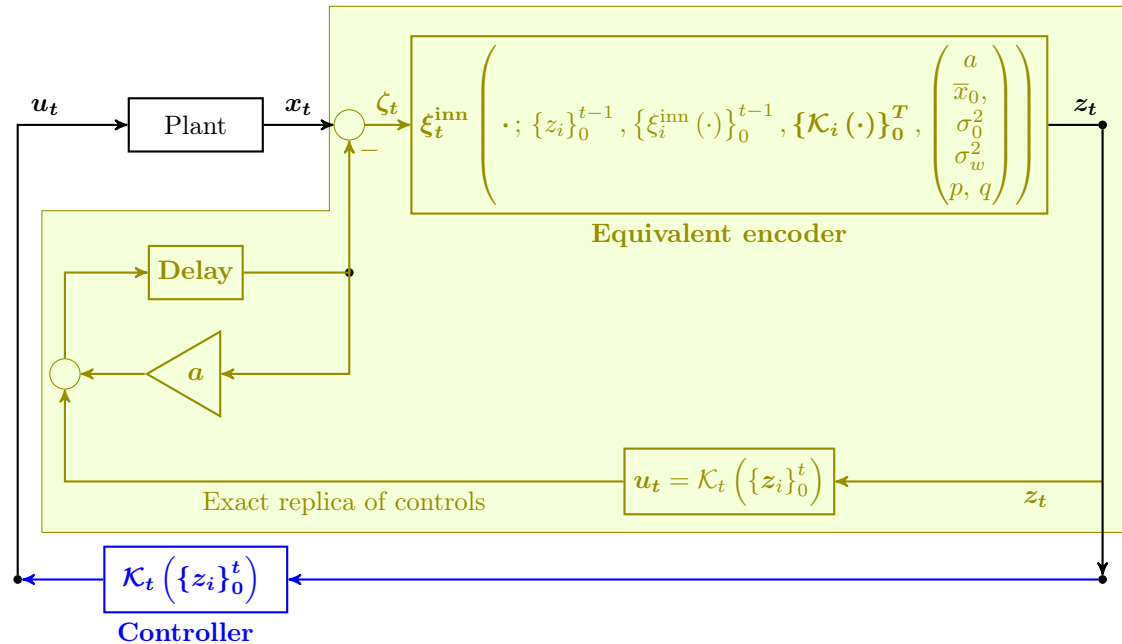 u_t Plant x_t ζ_t − ξ_t^inn ( · ; {z_i}_0^{t−1}, {ξ_i^inn (·)}_0^{t−1}, {𝒦_i (·)}_0^T, ( a x̄_0, σ_0^2 σ_w^2 p, q ) ) z_t
Equivalent encoder
Delay
a
u_t = 𝒦_t ({z_i}_0^t)
Exact replica of controls z_t
𝒦_t ({z_i}_0^t)
Controller